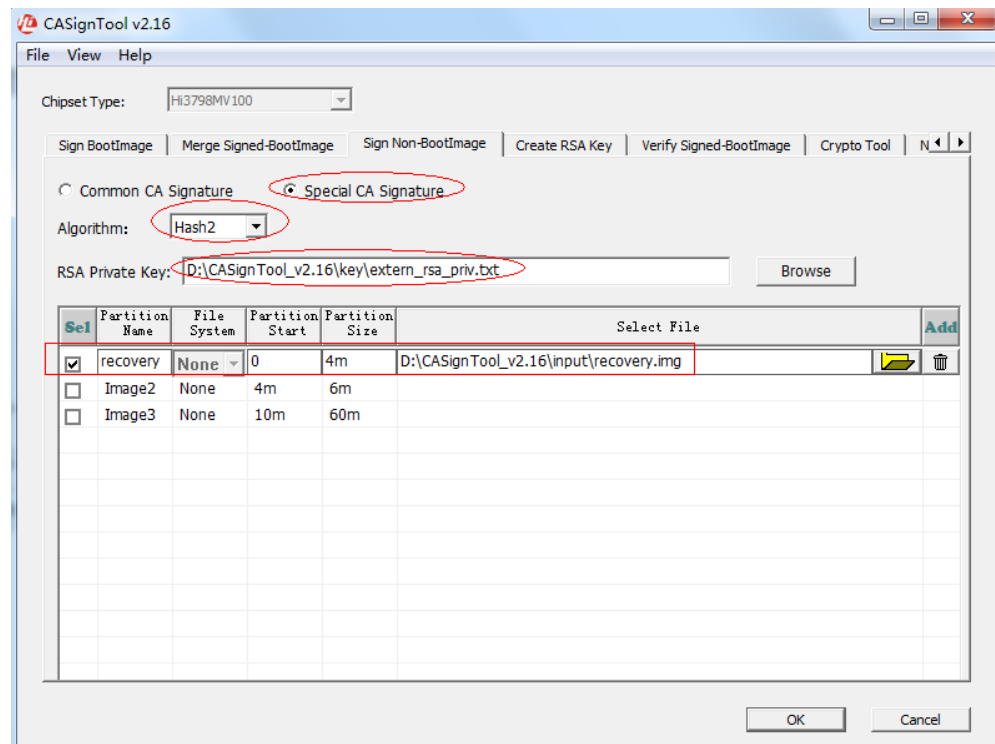 CASignTool v2.16
File View Help
Chipset Type: Hi3798MV100
Sign BootImage Merge Signed-BootImage Sign Non-BootImage Create RSA Key Verify Signed-BootImage Crypto Tool N
Common CA Signature Special CA Signature
Algorithm: Hash2
RSA Private Key: D:\CASignTool_v2.16\key\extern_rsa_priv.txt Browse
Sel Partition Name File System Partition Start Partition Size Select File Add
recovery None 0 4m D:\CASignTool_v2.16\input\recovery.img
Image2 None 4m 6m
Image3 None 10m 60m
OK Cancel